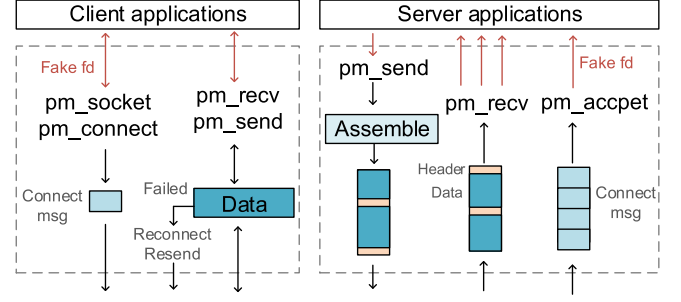 Client applications
Fake fd
pm_socket
pm_connect
pm_recv
pm_send
Connect
msg
Failed
Data
Reconnect
Resend
Server applications
pm_send
Fake fd
Assemble
pm_recv
pm_accpet
Header
Data
Connect
msg